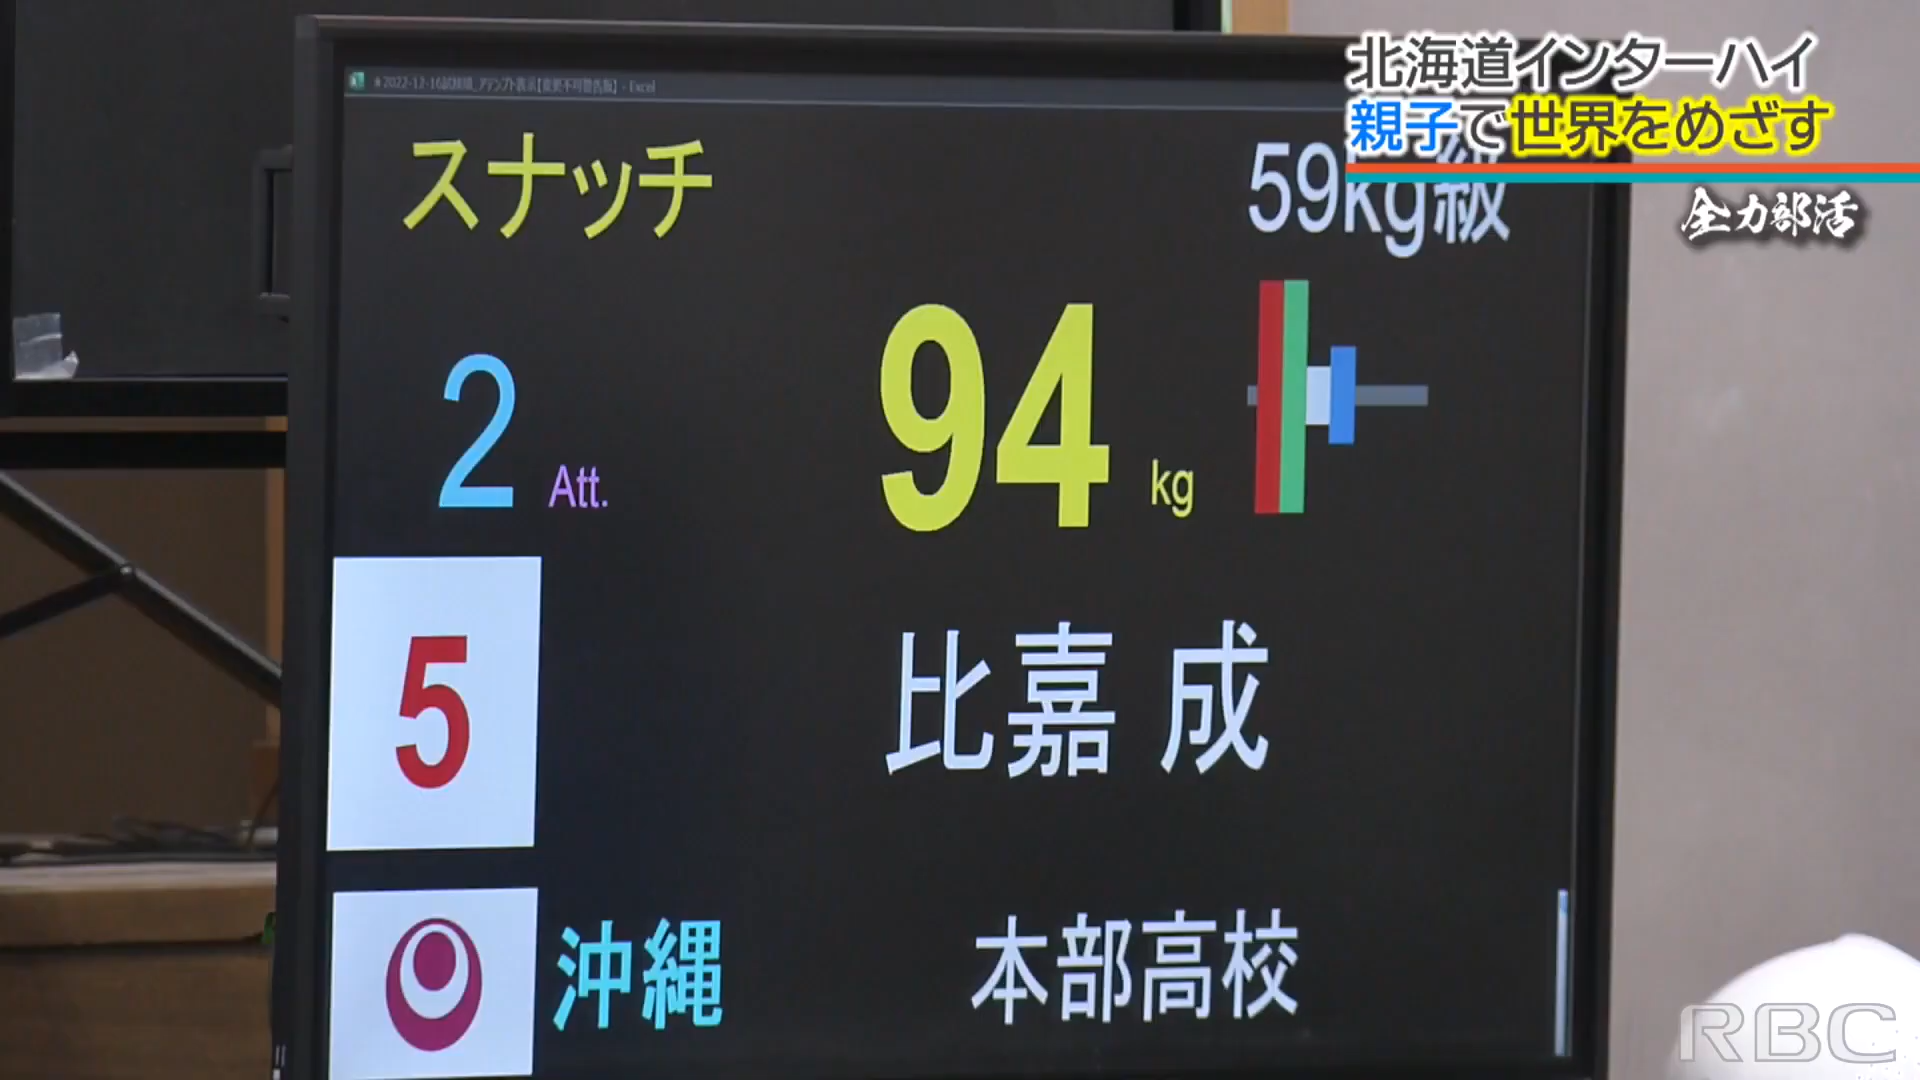 北海道インターハイ
親子で世界をめざす
全力部活
スナッチ
59kg級
2 Att.
94 kg
5
比嘉 成
沖縄
本部高校
RBC